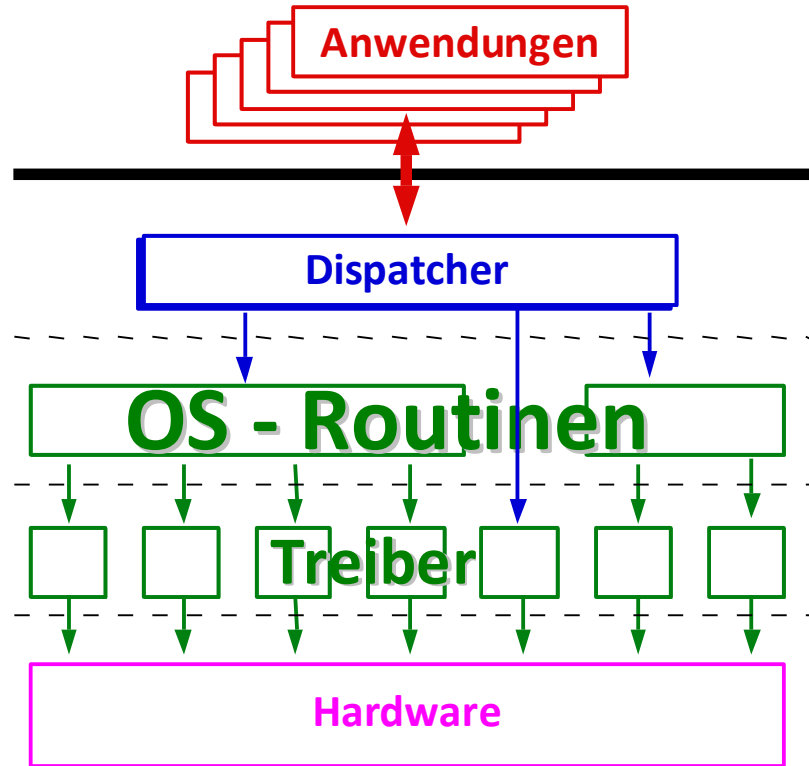 Anwendungen
Dispatcher
OS - Routinen
Treiber
Hardware